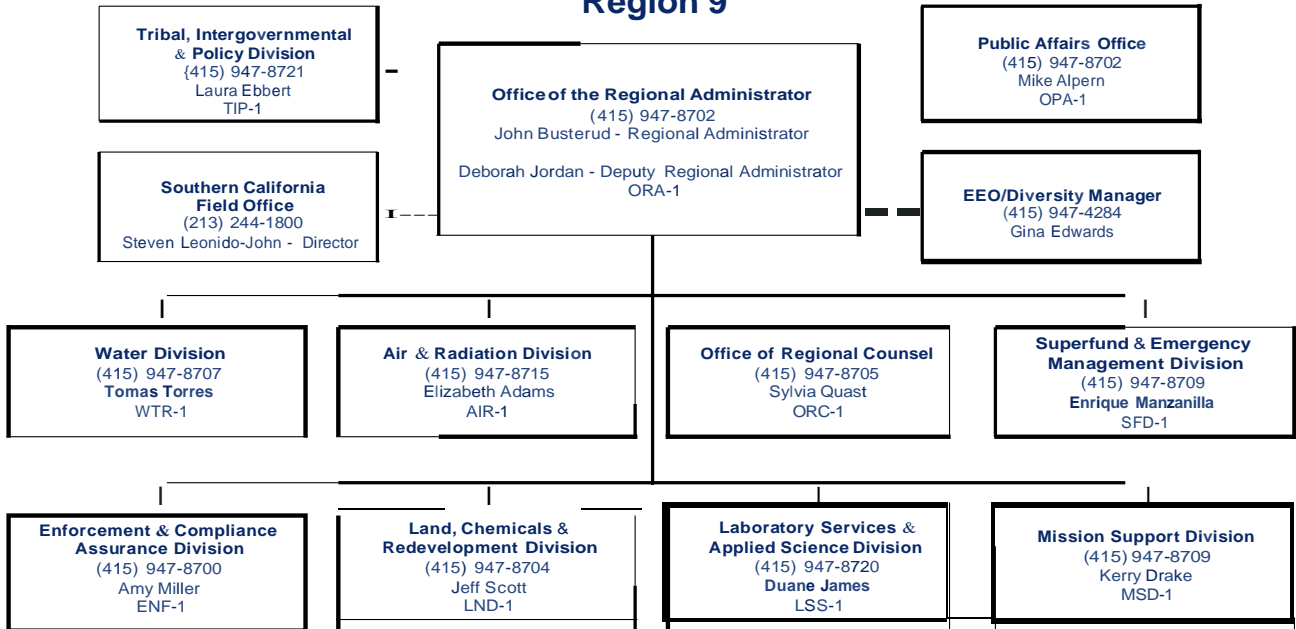 Region 9
Tribal, Intergovernmental
& Policy Division
{415) 947-8721
Laura Ebbert
TIP-1
Office of the Regional Administrator
(415) 947-8702
John Busterud - Regional Administrator
Deborah Jordan - Deputy Regional Administrator
ORA-1
Public Affairs Office
(415) 947-8702
Mike Alpern
OPA-1
Southern California
Field Office
(213) 244-1800
Steven Leonido-John - Director
EEO/Diversity Manager
(415) 947-4284
Gina Edwards
Water Division
(415) 947-8707
Tomas Torres
WTR-1
Air & Radiation Division
(415) 947-8715
Elizabeth Adams
AIR-1
Office of Regional Counsel
(415) 947-8705
Sylvia Quast
ORC-1
Superfund & Emergency
Management Division
(415) 947-8709
Enrique Manzanilla
SFD-1
Enforcement & Compliance
Assurance Division
(415) 947-8700
Amy Miller
ENF-1
Land, Chemicals &
Redevelopment Division
(415) 947-8704
Jeff Scott
LND-1
Laboratory Services &
Applied Science Division
(415) 947-8720
Duane James
LSS-1
Mission Support Division
(415) 947-8709
Kerry Drake
MSD-1